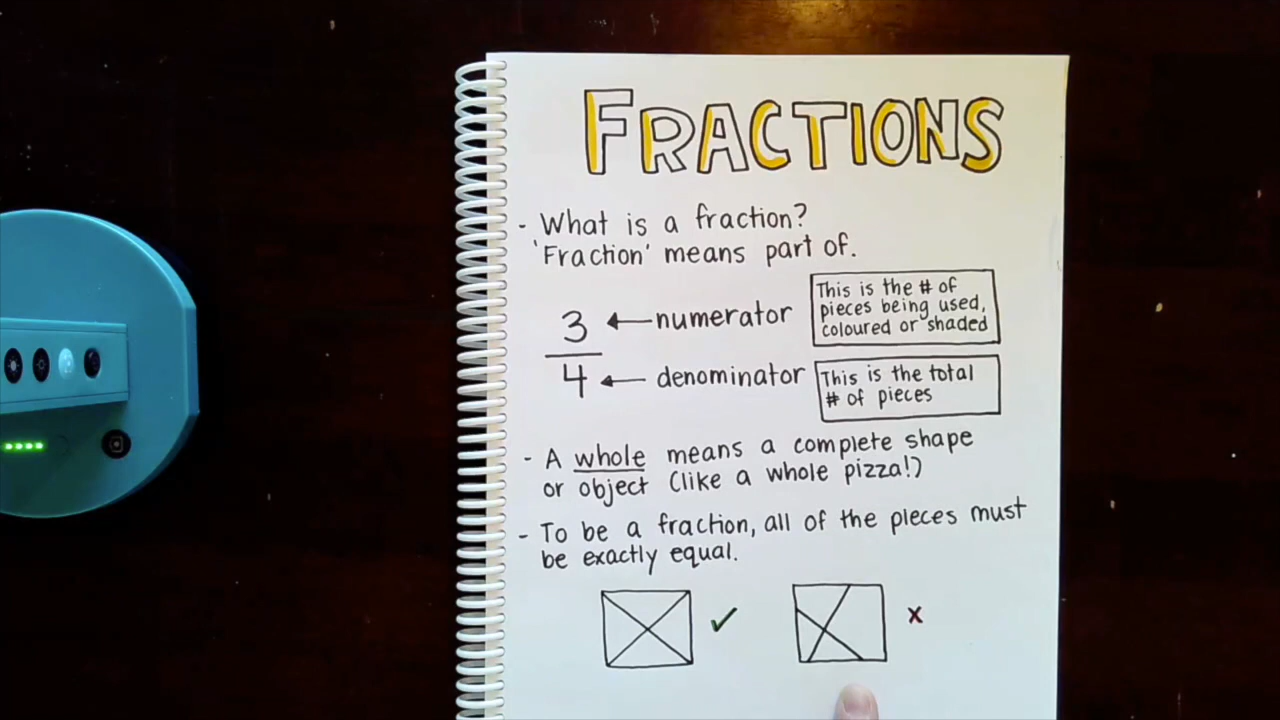 FRACTIONS
- What is a fraction?
'Fraction' means part of.
3 ← numerator
This is the # of
pieces being used,
coloured or shaded
4 ← denominator
This is the total
# of pieces
- A whole means a complete shape
or object (like a whole pizza!)
- To be a fraction, all of the pieces must
be exactly equal.
✓ x